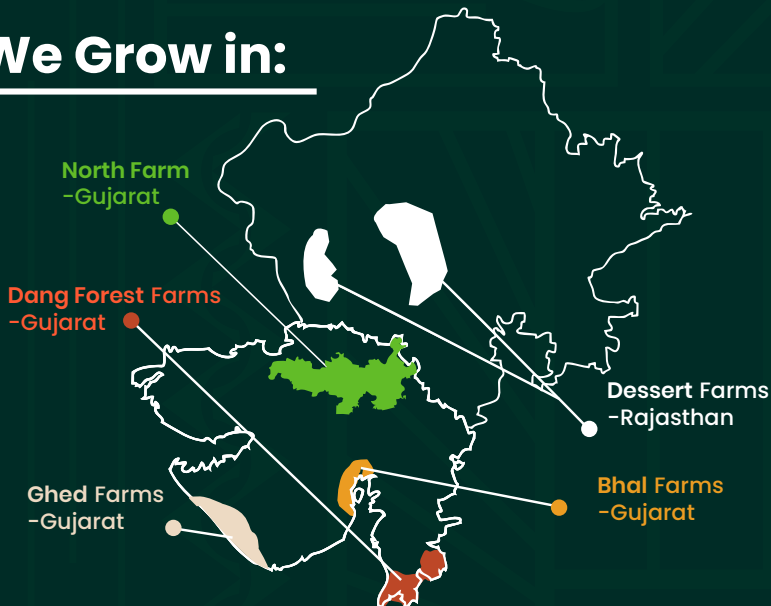 We Grow in:
North Farm
-Gujarat
Dang Forest Farms
-Gujarat
Dessert Farms
-Rajasthan
Ghed Farms
-Gujarat
Bhal Farms
-Gujarat